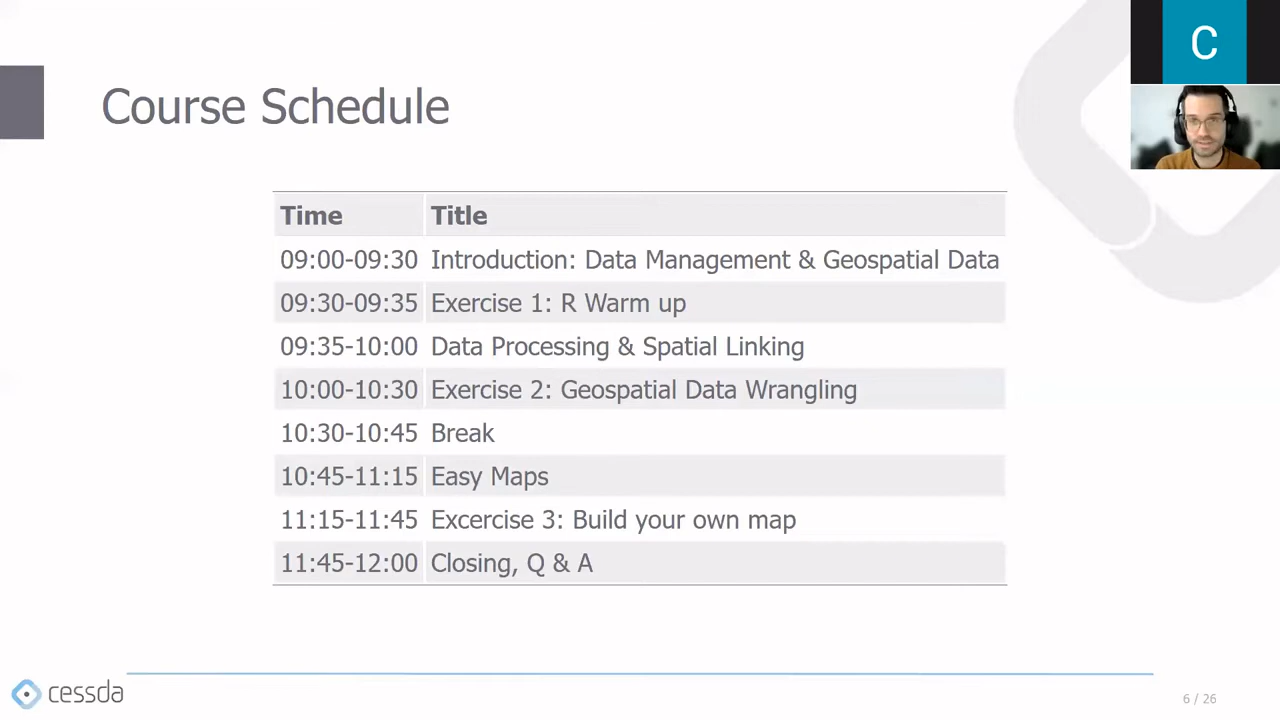 C
Course Schedule
Time Title
09:00-09:30 Introduction: Data Management & Geospatial Data
09:30-09:35 Exercise 1: R Warm up
09:35-10:00 Data Processing & Spatial Linking
10:00-10:30 Exercise 2: Geospatial Data Wrangling
10:30-10:45 Break
10:45-11:15 Easy Maps
11:15-11:45 Excercise 3: Build your own map
11:45-12:00 Closing, Q & A
cessda
6 / 26